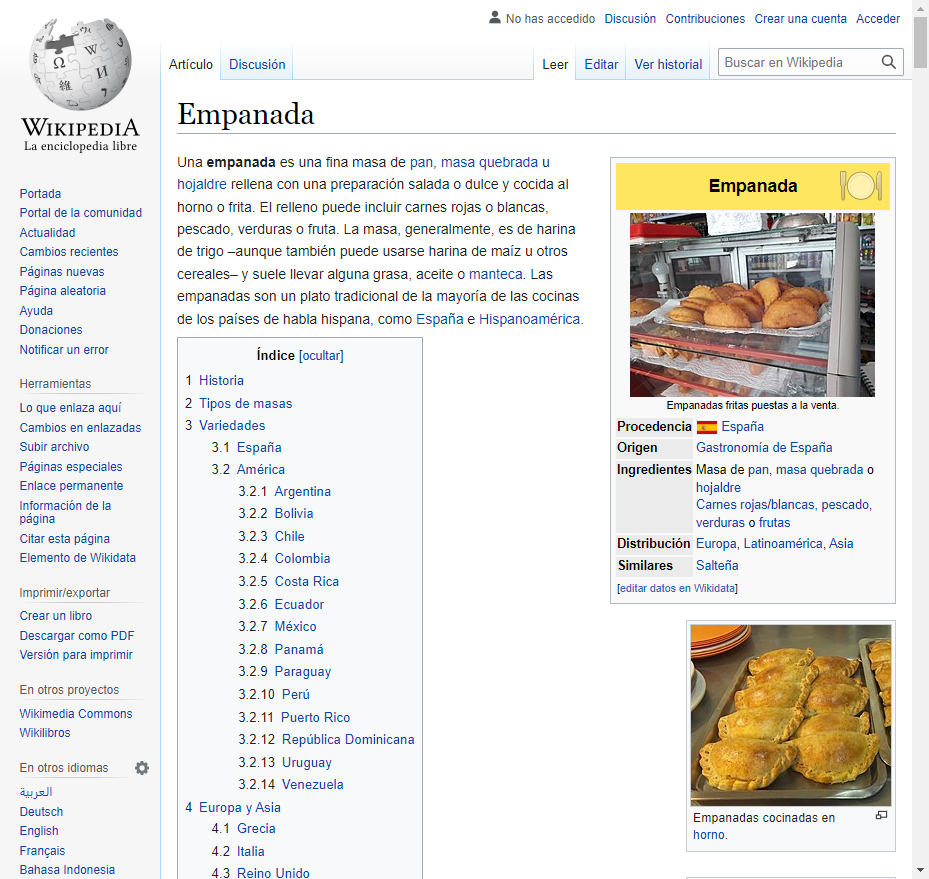 No has accedido Discusión Contribuciones Crear una cuenta Acceder
WIKIPEDIA
La enciclopedia libre
Artículo Discusión Leer Editar Ver historial Buscar en Wikipedia
Portada
Portal de la comunidad
Actualidad
Cambios recientes
Páginas nuevas
Página aleatoria
Ayuda
Donaciones
Notificar un error
Herramientas
Lo que enlaza aquí
Cambios en enlazadas
Subir archivo
Páginas especiales
Enlace permanente
Información de la
página
Citar esta página
Elemento de Wikidata
Imprimir/exportar
Crear un libro
Descargar como PDF
Versión para imprimir
En otros proyectos
Wikimedia Commons
Wikilibros
En otros idiomas
العربية
Deutsch
English
Français
Bahasa Indonesia
Empanada
Una empanada es una fina masa de pan, masa quebrada u
hojaldre rellena con una preparación salada o dulce y cocida al
horno o frita. El relleno puede incluir carnes rojas o blancas,
pescado, verduras o fruta. La masa, generalmente, es de harina
de trigo –aunque también puede usarse harina de maíz u otros
cereales– y suele llevar alguna grasa, aceite o manteca. Las
empanadas son un plato tradicional de la mayoría de las cocinas
de los países de habla hispana, como España e Hispanoamérica.
Índice [ocultar]
1 Historia
2 Tipos de masas
3 Variedades
3.1 España
3.2 América
3.2.1 Argentina
3.2.2 Bolivia
3.2.3 Chile
3.2.4 Colombia
3.2.5 Costa Rica
3.2.6 Ecuador
3.2.7 México
3.2.8 Panamá
3.2.9 Paraguay
3.2.10 Perú
3.2.11 Puerto Rico
3.2.12 República Dominicana
3.2.13 Uruguay
3.2.14 Venezuela
4 Europa y Asia
4.1 Grecia
4.2 Italia
4.3 Reino Unido
Empanada
Empanadas fritas puestas a la venta.
Procedencia España
Origen Gastronomía de España
Ingredientes Masa de pan, masa quebrada o
hojaldre
Carnes rojas/blancas, pescado,
verduras o frutas
Distribución Europa, Latinoamérica, Asia
Similares Salteña
[editar datos en Wikidata]
Empanadas cocinadas en
horno.